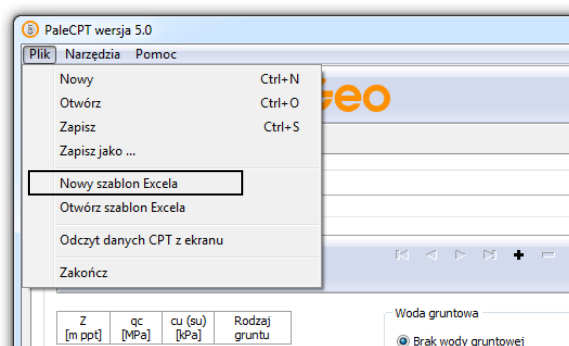 PaleCPT wersja 5.0
Plik Narzędzia Pomoc
Nowy Ctrl+N
Otwórz Ctrl+O
Zapisz Ctrl+S
Zapisz jako ...
Nowy szablon Excela
Otwórz szablon Excela
Odczyt danych CPT z ekranu
Zakończ
eo
Z qc cu (su) Rodzaj
[m ppt] [MPa] [kPa] gruntu
Woda gruntowa
Brak wody gruntowej